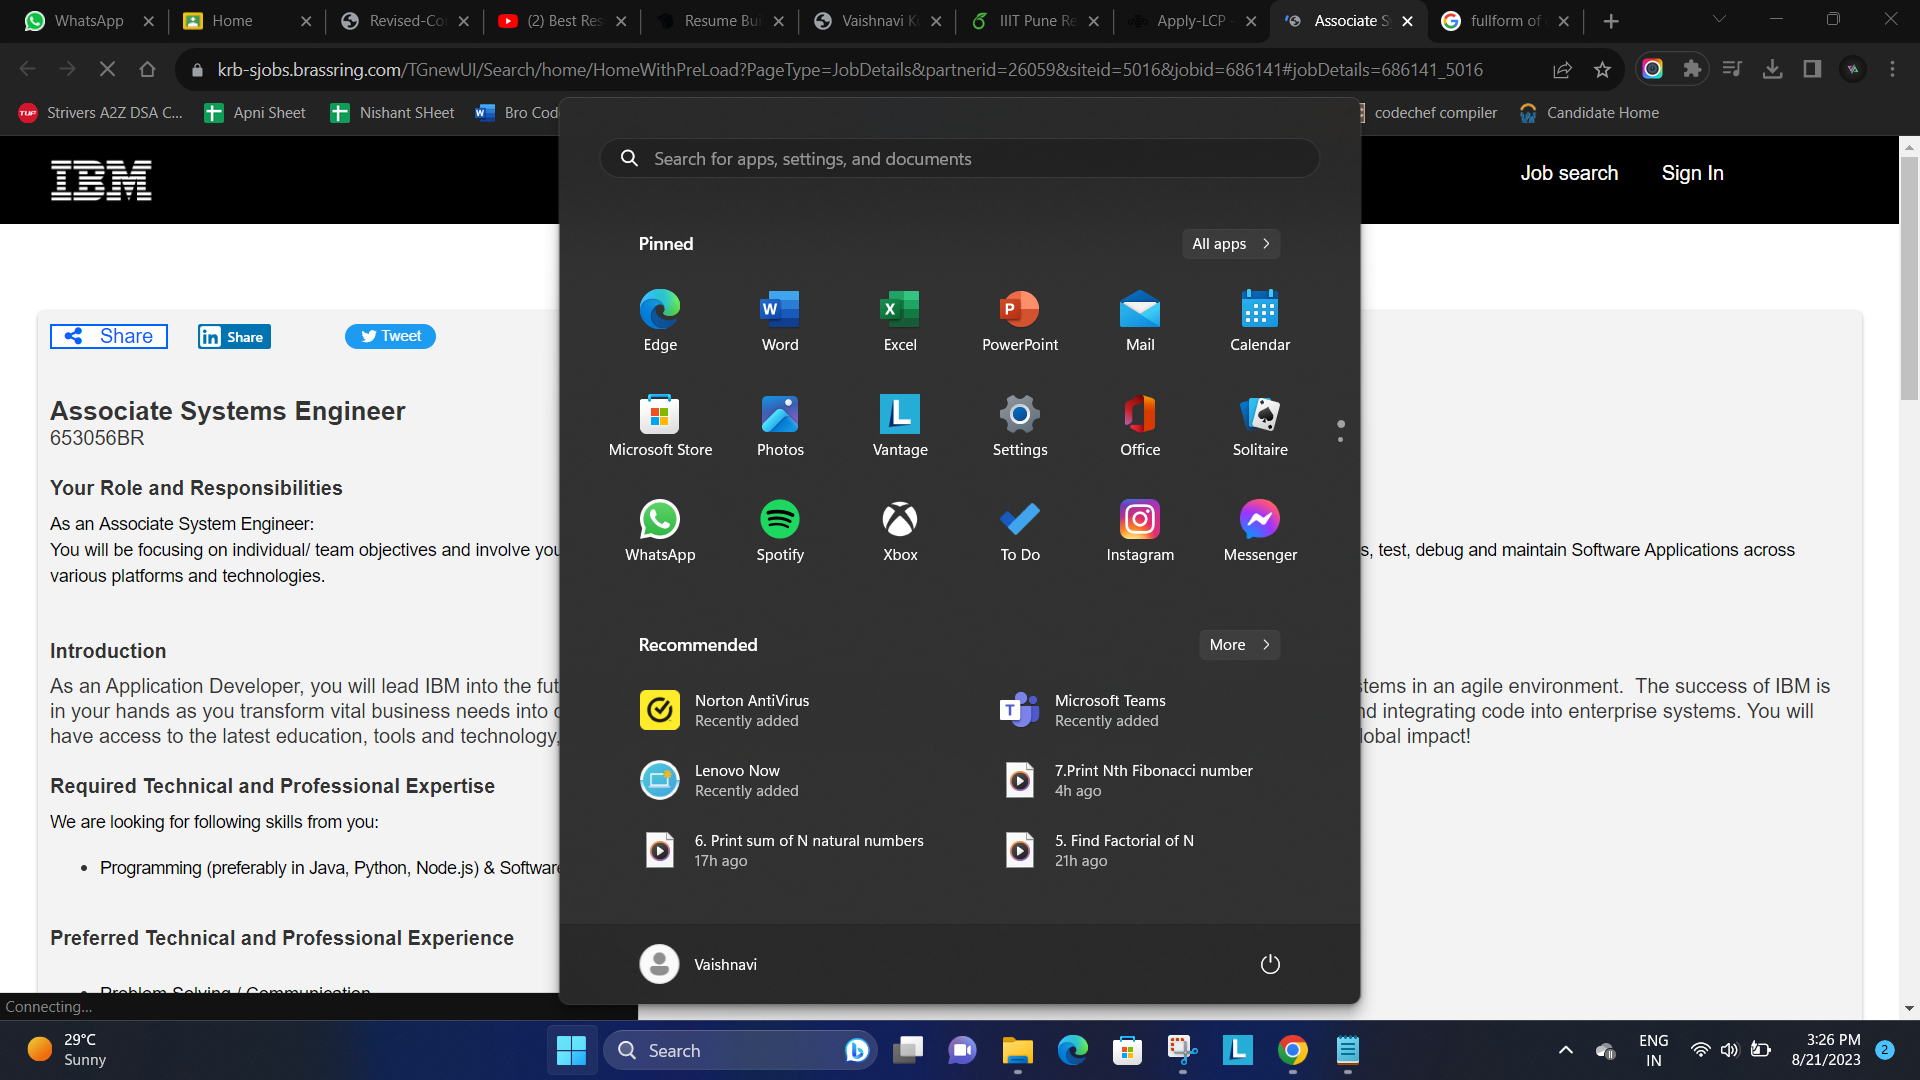 WhatsApp
Home
Revised-Co
(2) Best Res
Resume Bui
Vaishnavi K
IIIT Pune Re
Apply-LCP -
Associate S
fullform of
krb-sjobs.brassring.com/TGnewUI/Search/home/HomeWithPreLoad?PageType=JobDetails&partnerid=26059&siteid=5016&jobid=686141#jobDetails=686141_5016
Strivers A2Z DSA C...
Apni Sheet
Nishant SHeet
Bro Cod
codechef compiler
Candidate Home
IBM
Job search
Sign In
Share
in Share
Tweet
Associate Systems Engineer
653056BR
Your Role and Responsibilities
As an Associate System Engineer:
You will be focusing on individual/ team objectives and involve you
s, test, debug and maintain Software Applications across
various platforms and technologies.
Introduction
As an Application Developer, you will lead IBM into the fut
stems in an agile environment. The success of IBM is
in your hands as you transform vital business needs into
nd integrating code into enterprise systems. You will
have access to the latest education, tools and technology,
lobal impact!
Required Technical and Professional Expertise
We are looking for following skills from you:
• Programming (preferably in Java, Python, Node.js) & Software
Preferred Technical and Professional Experience
Problem Solving / Communication
Connecting...
Search for apps, settings, and documents
Pinned
All apps
Edge
Word
Excel
PowerPoint
Mail
Calendar
Microsoft Store
Photos
Vantage
Settings
Office
Solitaire
WhatsApp
Spotify
Xbox
To Do
Instagram
Messenger
Recommended
More
Norton AntiVirus
Recently added
Microsoft Teams
Recently added
Lenovo Now
Recently added
7.Print Nth Fibonacci number
4h ago
6. Print sum of N natural numbers
17h ago
5. Find Factorial of N
21h ago
Vaishnavi
29°C
Sunny
Search
ENG
IN
3:26 PM
8/21/2023
2